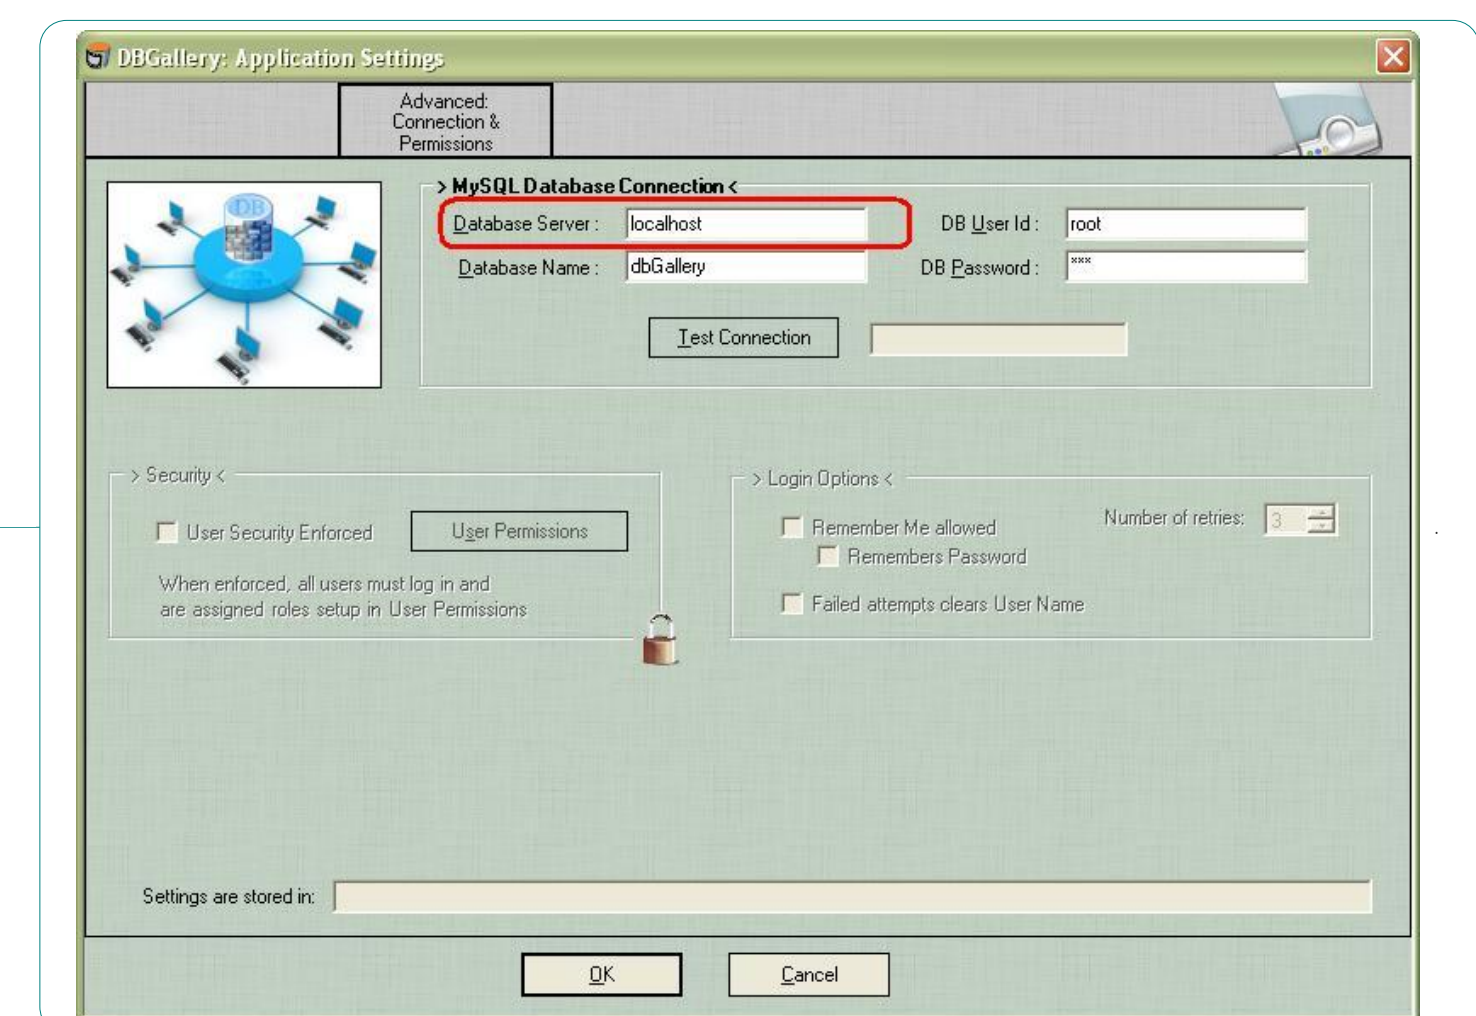 DBGallery: Application Settings
Advanced:
Connection &
Permissions
DB
> MySQL Database Connection <
Database Server : localhost DB User Id : root
Database Name : dbGallery DB Password : ***
Test Connection
> Security <
User Security Enforced User Permissions
When enforced, all users must log in and
are assigned roles setup in User Permissions
> Login Options <
Remember Me allowed Number of retries: 3
Remembers Password
Failed attempts clears User Name
Settings are stored in:
OK Cancel
.